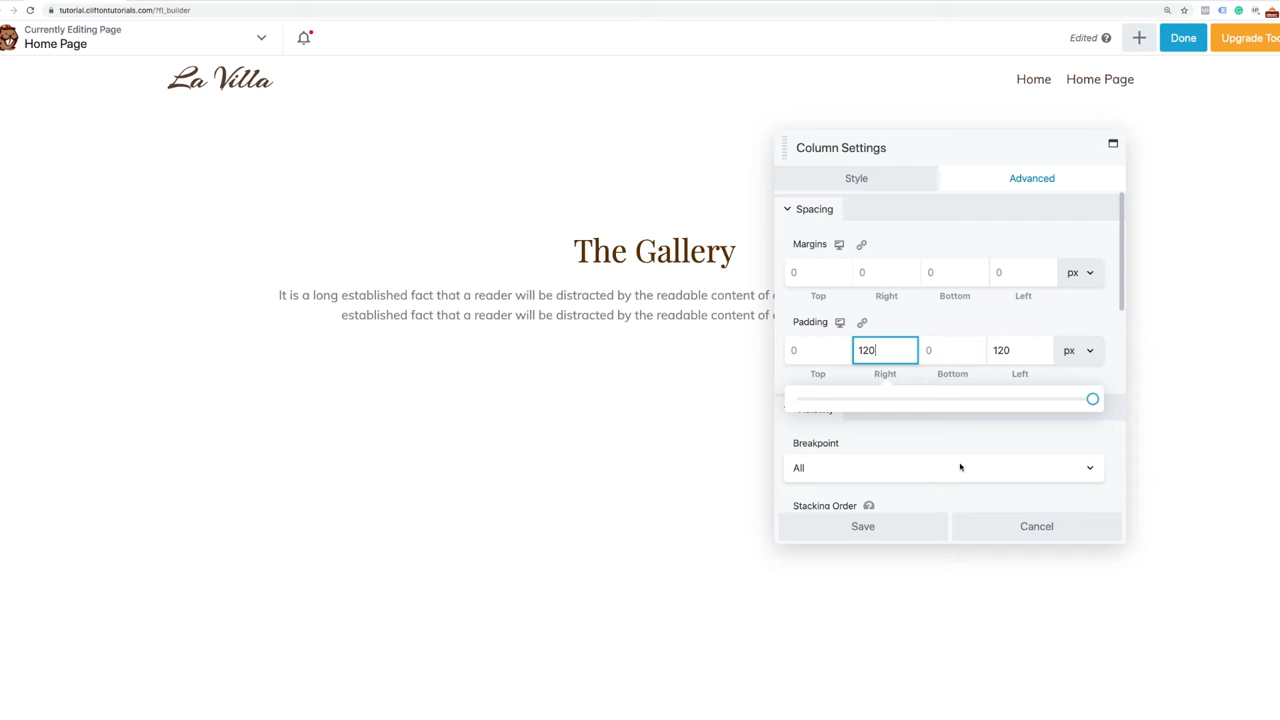 tutorial.cliftontutorials.com/?fl_builder
Currently Editing Page
Home Page
Edited
Done
Upgrade Too
La Villa
Home Home Page
Column Settings
Style Advanced
Spacing
Margins
0 0 0 0 px
Top Right Bottom Left
The Gallery
It is a long established fact that a reader will be distracted by the readable content of
established fact that a reader will be distracted by the readable content of
Padding
0 120 0 120 px
Top Right Bottom Left
Breakpoint
All
Stacking Order
Save Cancel